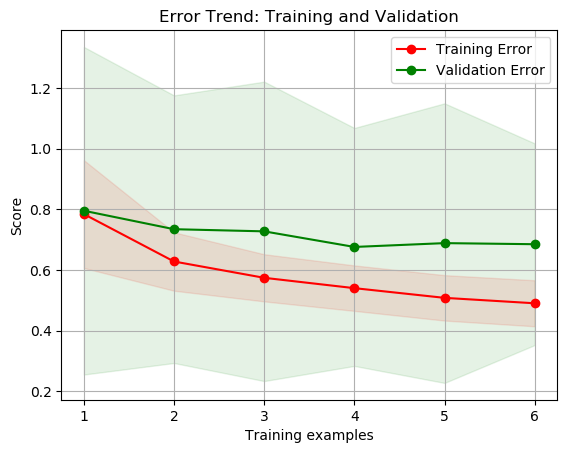 Error Trend: Training and Validation
Training Error
Validation Error
1.2
1.0
0.8
0.6
0.4
0.2
Score
1 2 3 4 5 6
Training examples